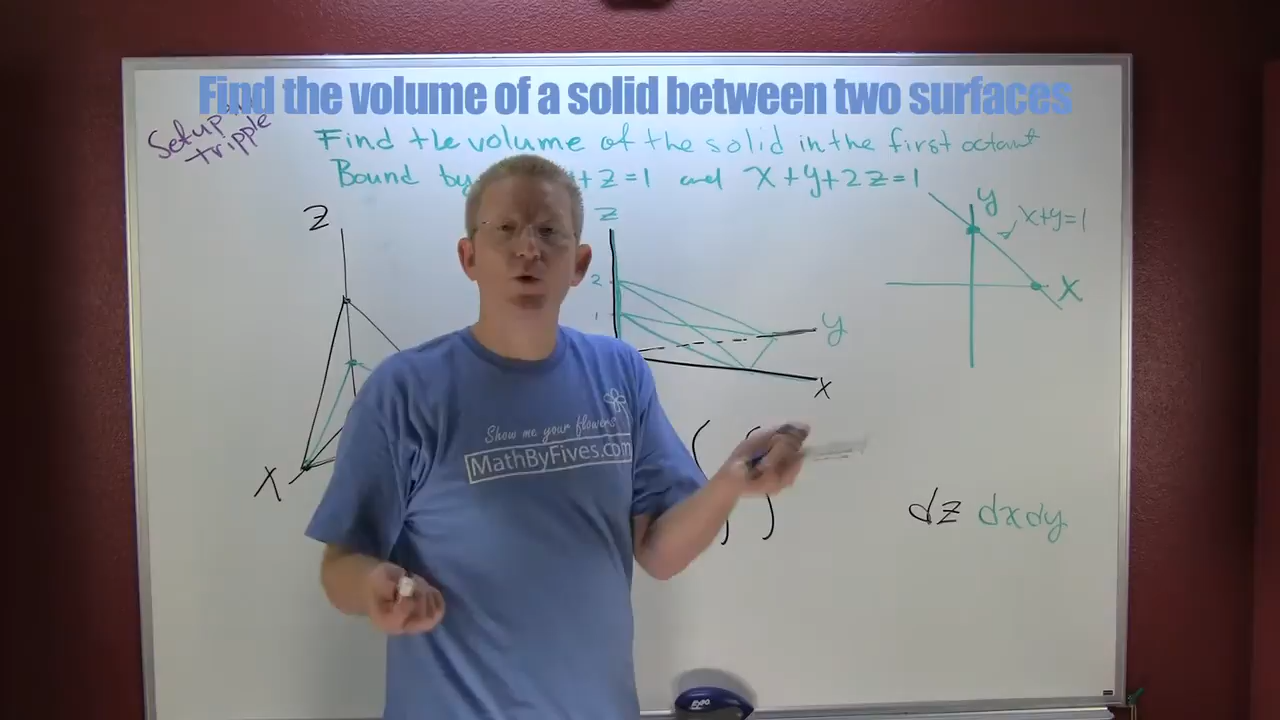 Find the volume of a solid between two surfaces
Setup
tripple
Find the volume of the solid in the first octant
Bound by +z=1 and x+y+2z=1
z
z
2
1
y
x
x
y
x+y=1
x
Show me your flowers
MathByFives.com
dz dxdy
EXPO